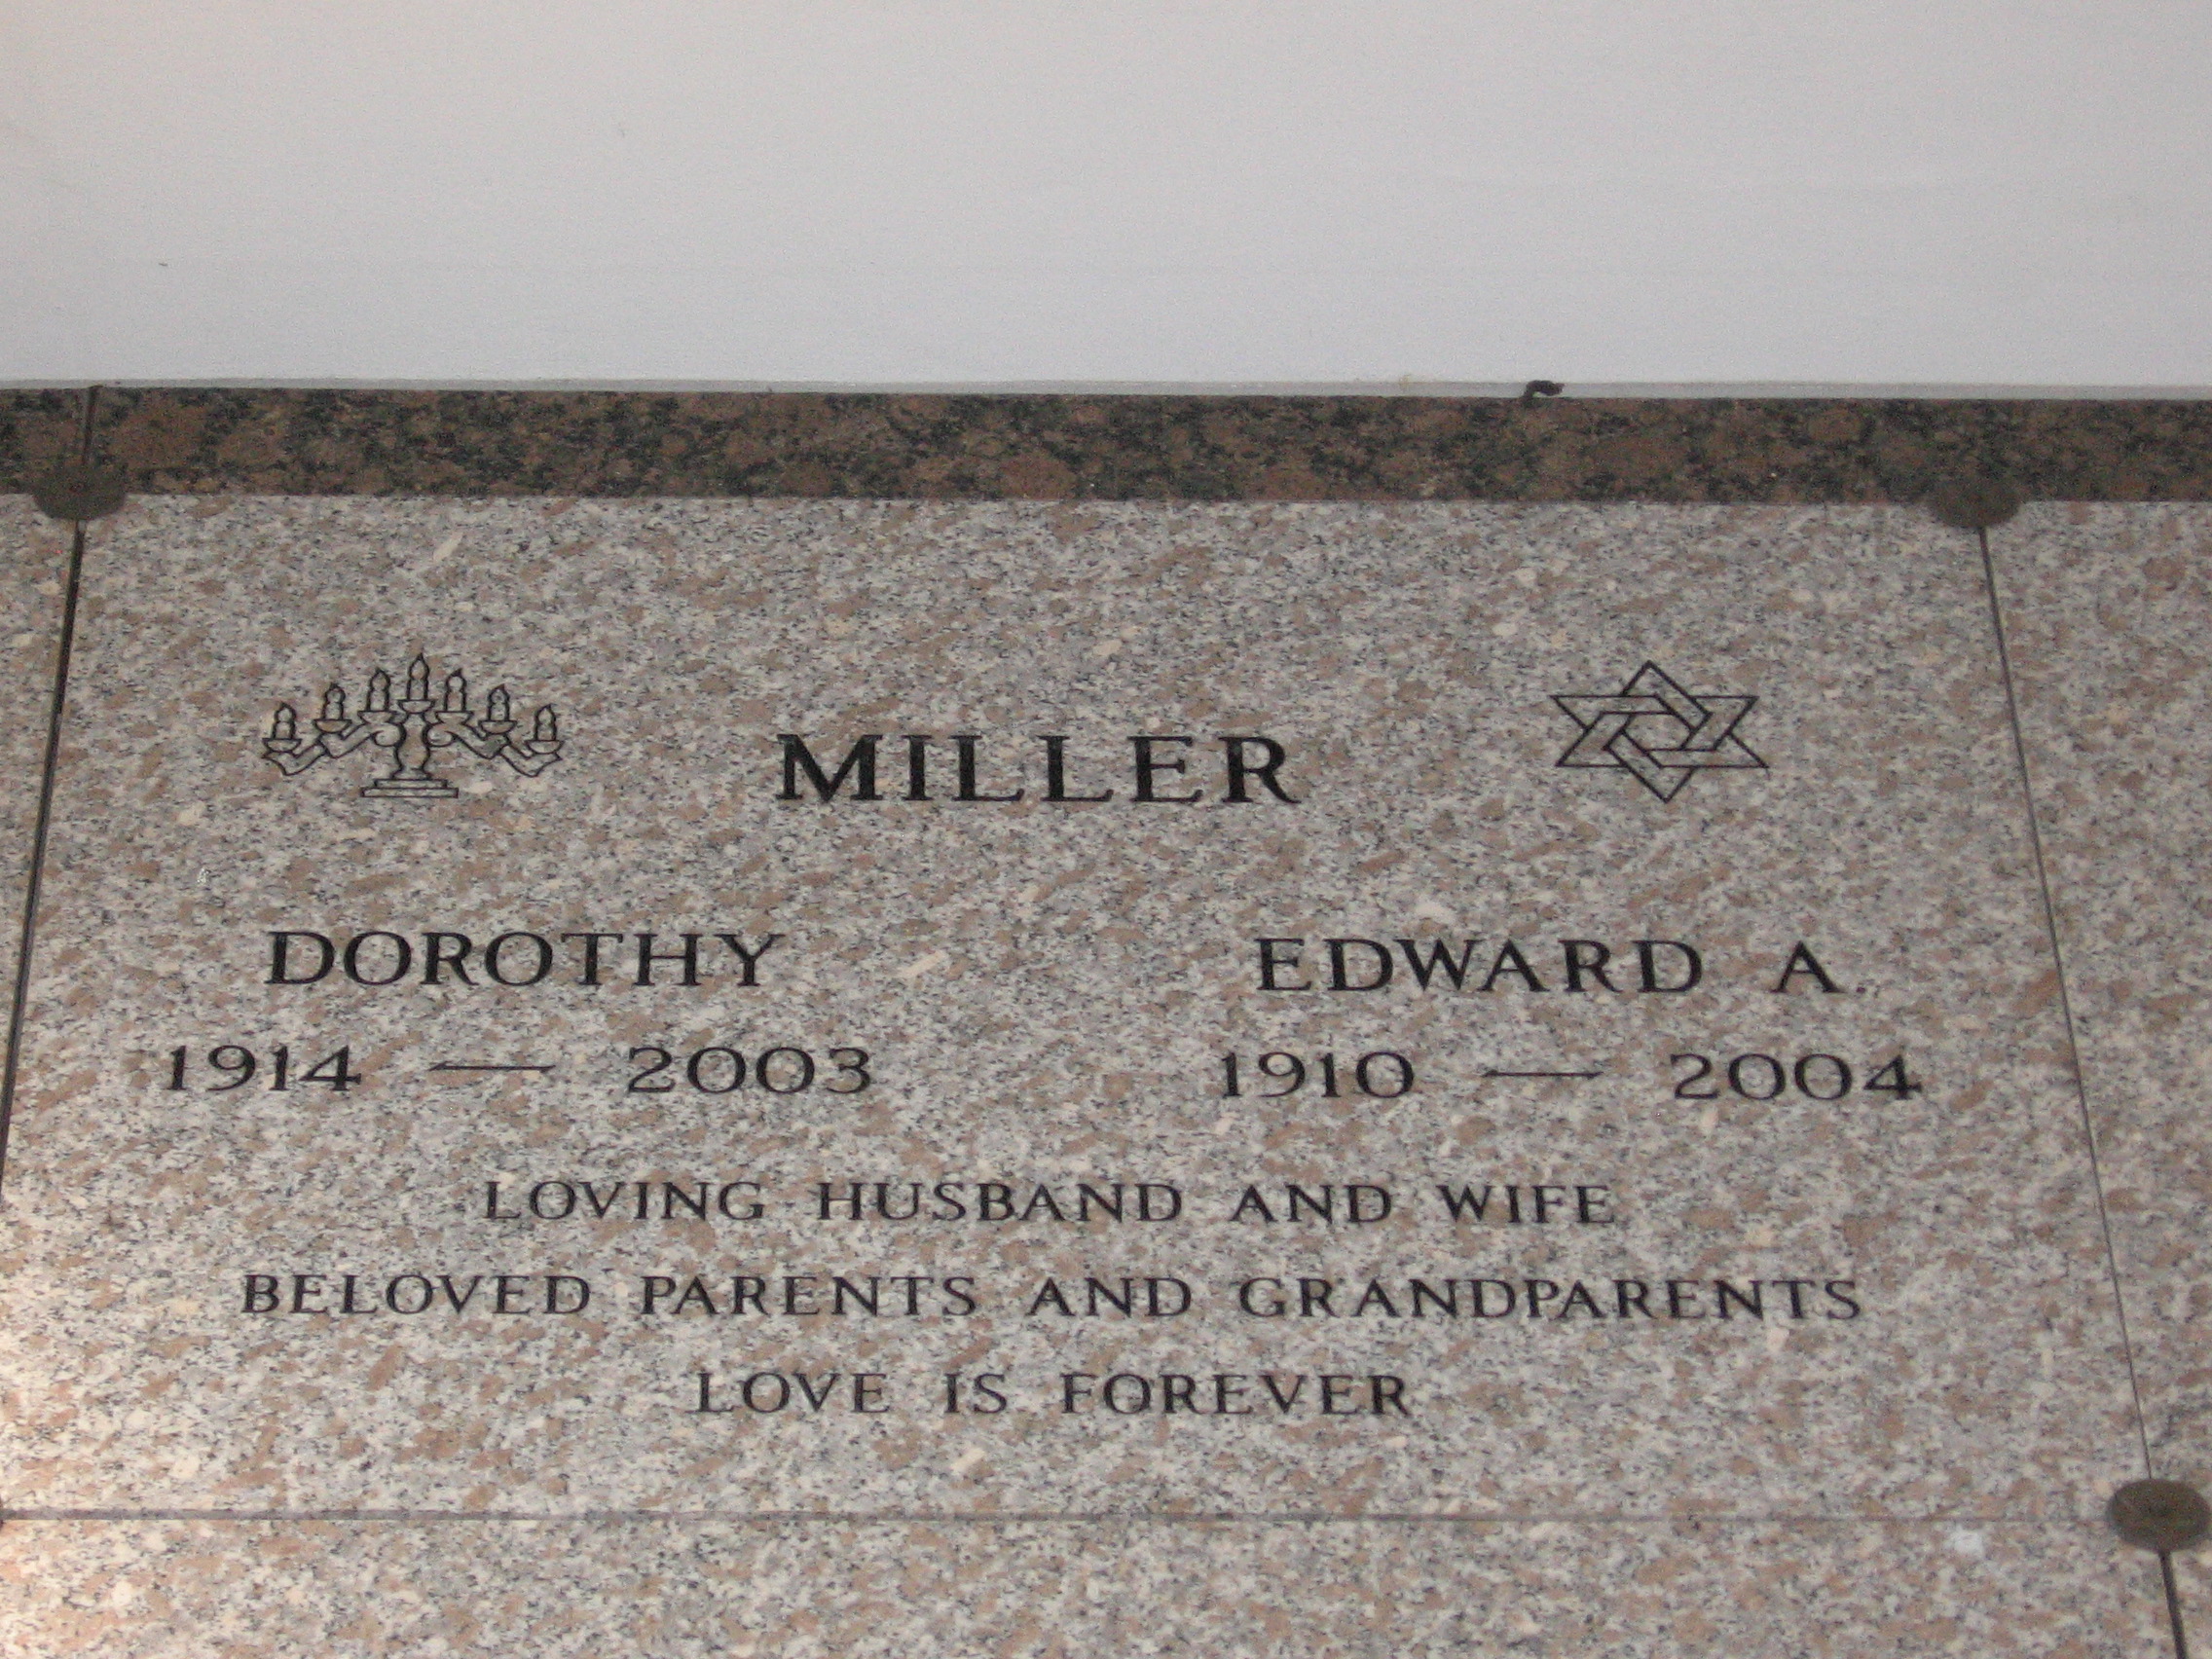 MILLER
DOROTHY EDWARD A.
1914 — 2003 1910 — 2004
LOVING HUSBAND AND WIFE
BELOVED PARENTS AND GRANDPARENTS
LOVE IS FOREVER